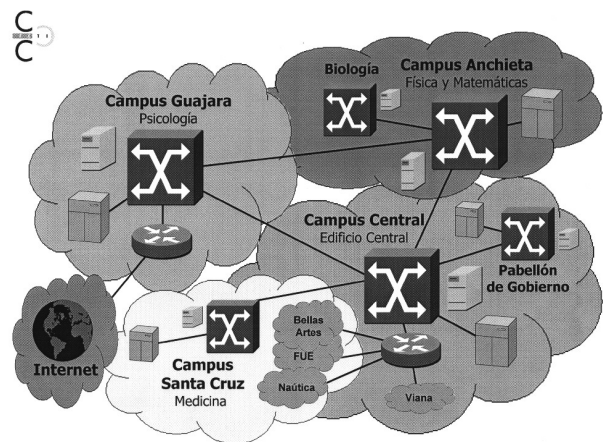 C
C
Campus Guajara
Psicología
Biología
Campus Anchieta
Física y Matemáticas
Campus Central
Edificio Central
Pabellón
de Gobierno
Internet
Campus
Santa Cruz
Medicina
Bellas
Artes
FUE
Naútica
Viana